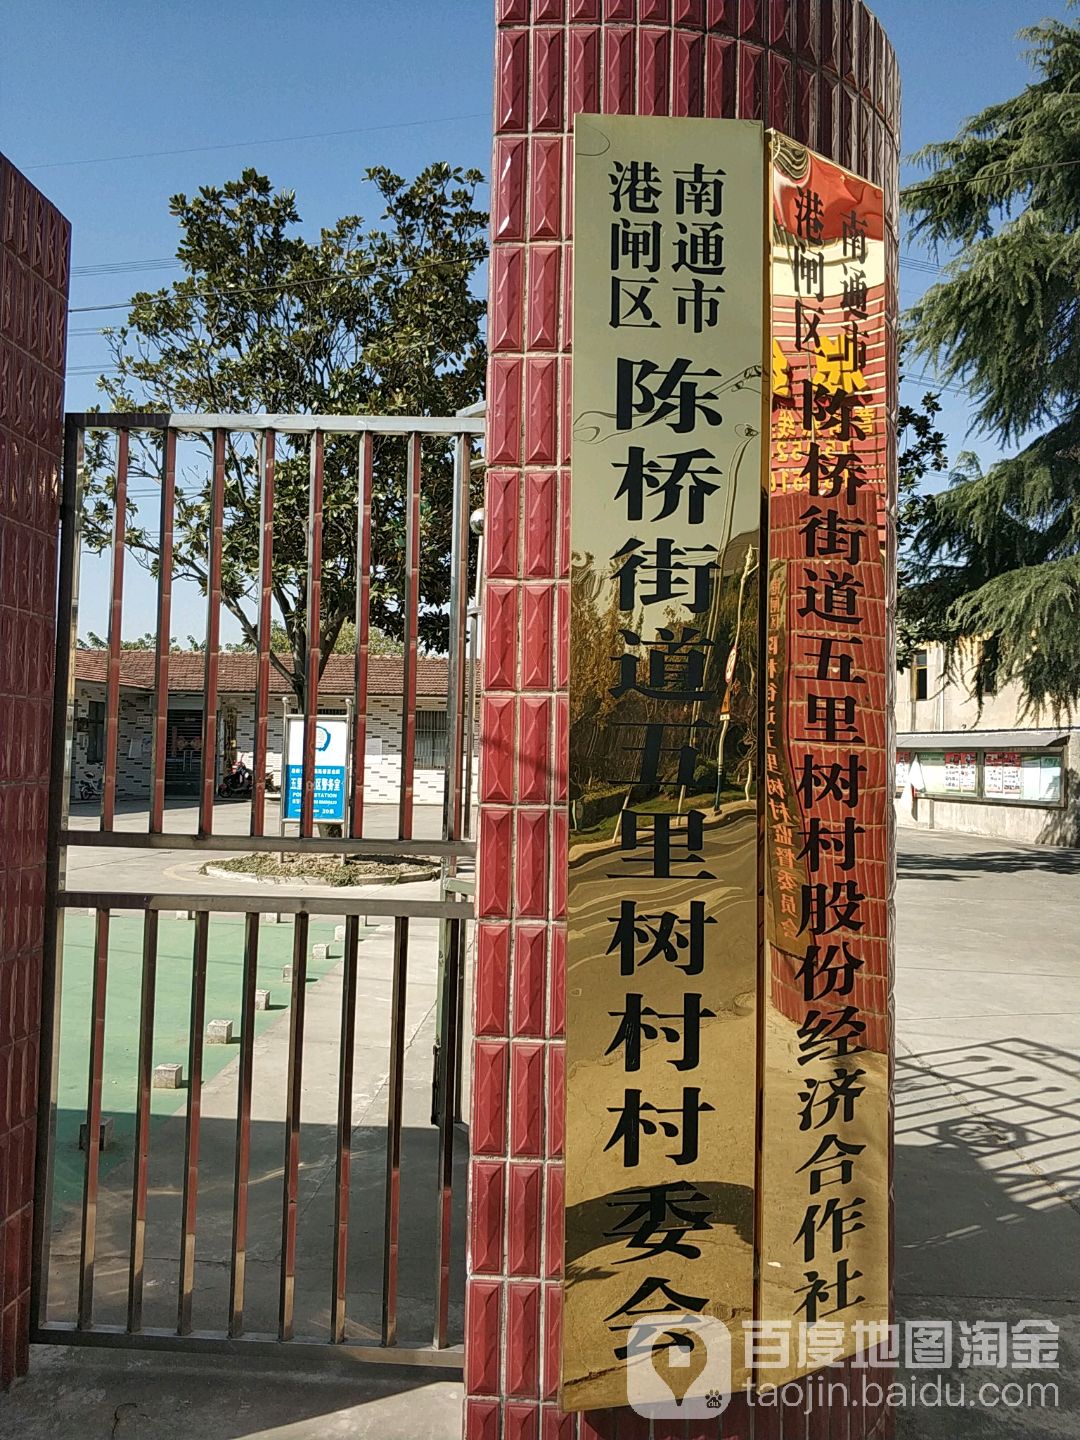 南通市
港闸区
陈桥街道五里树村村委会
南通市
港闸区
陈桥街道五里树村股份经济合作社
百度地图淘金
taojin.baidu.com